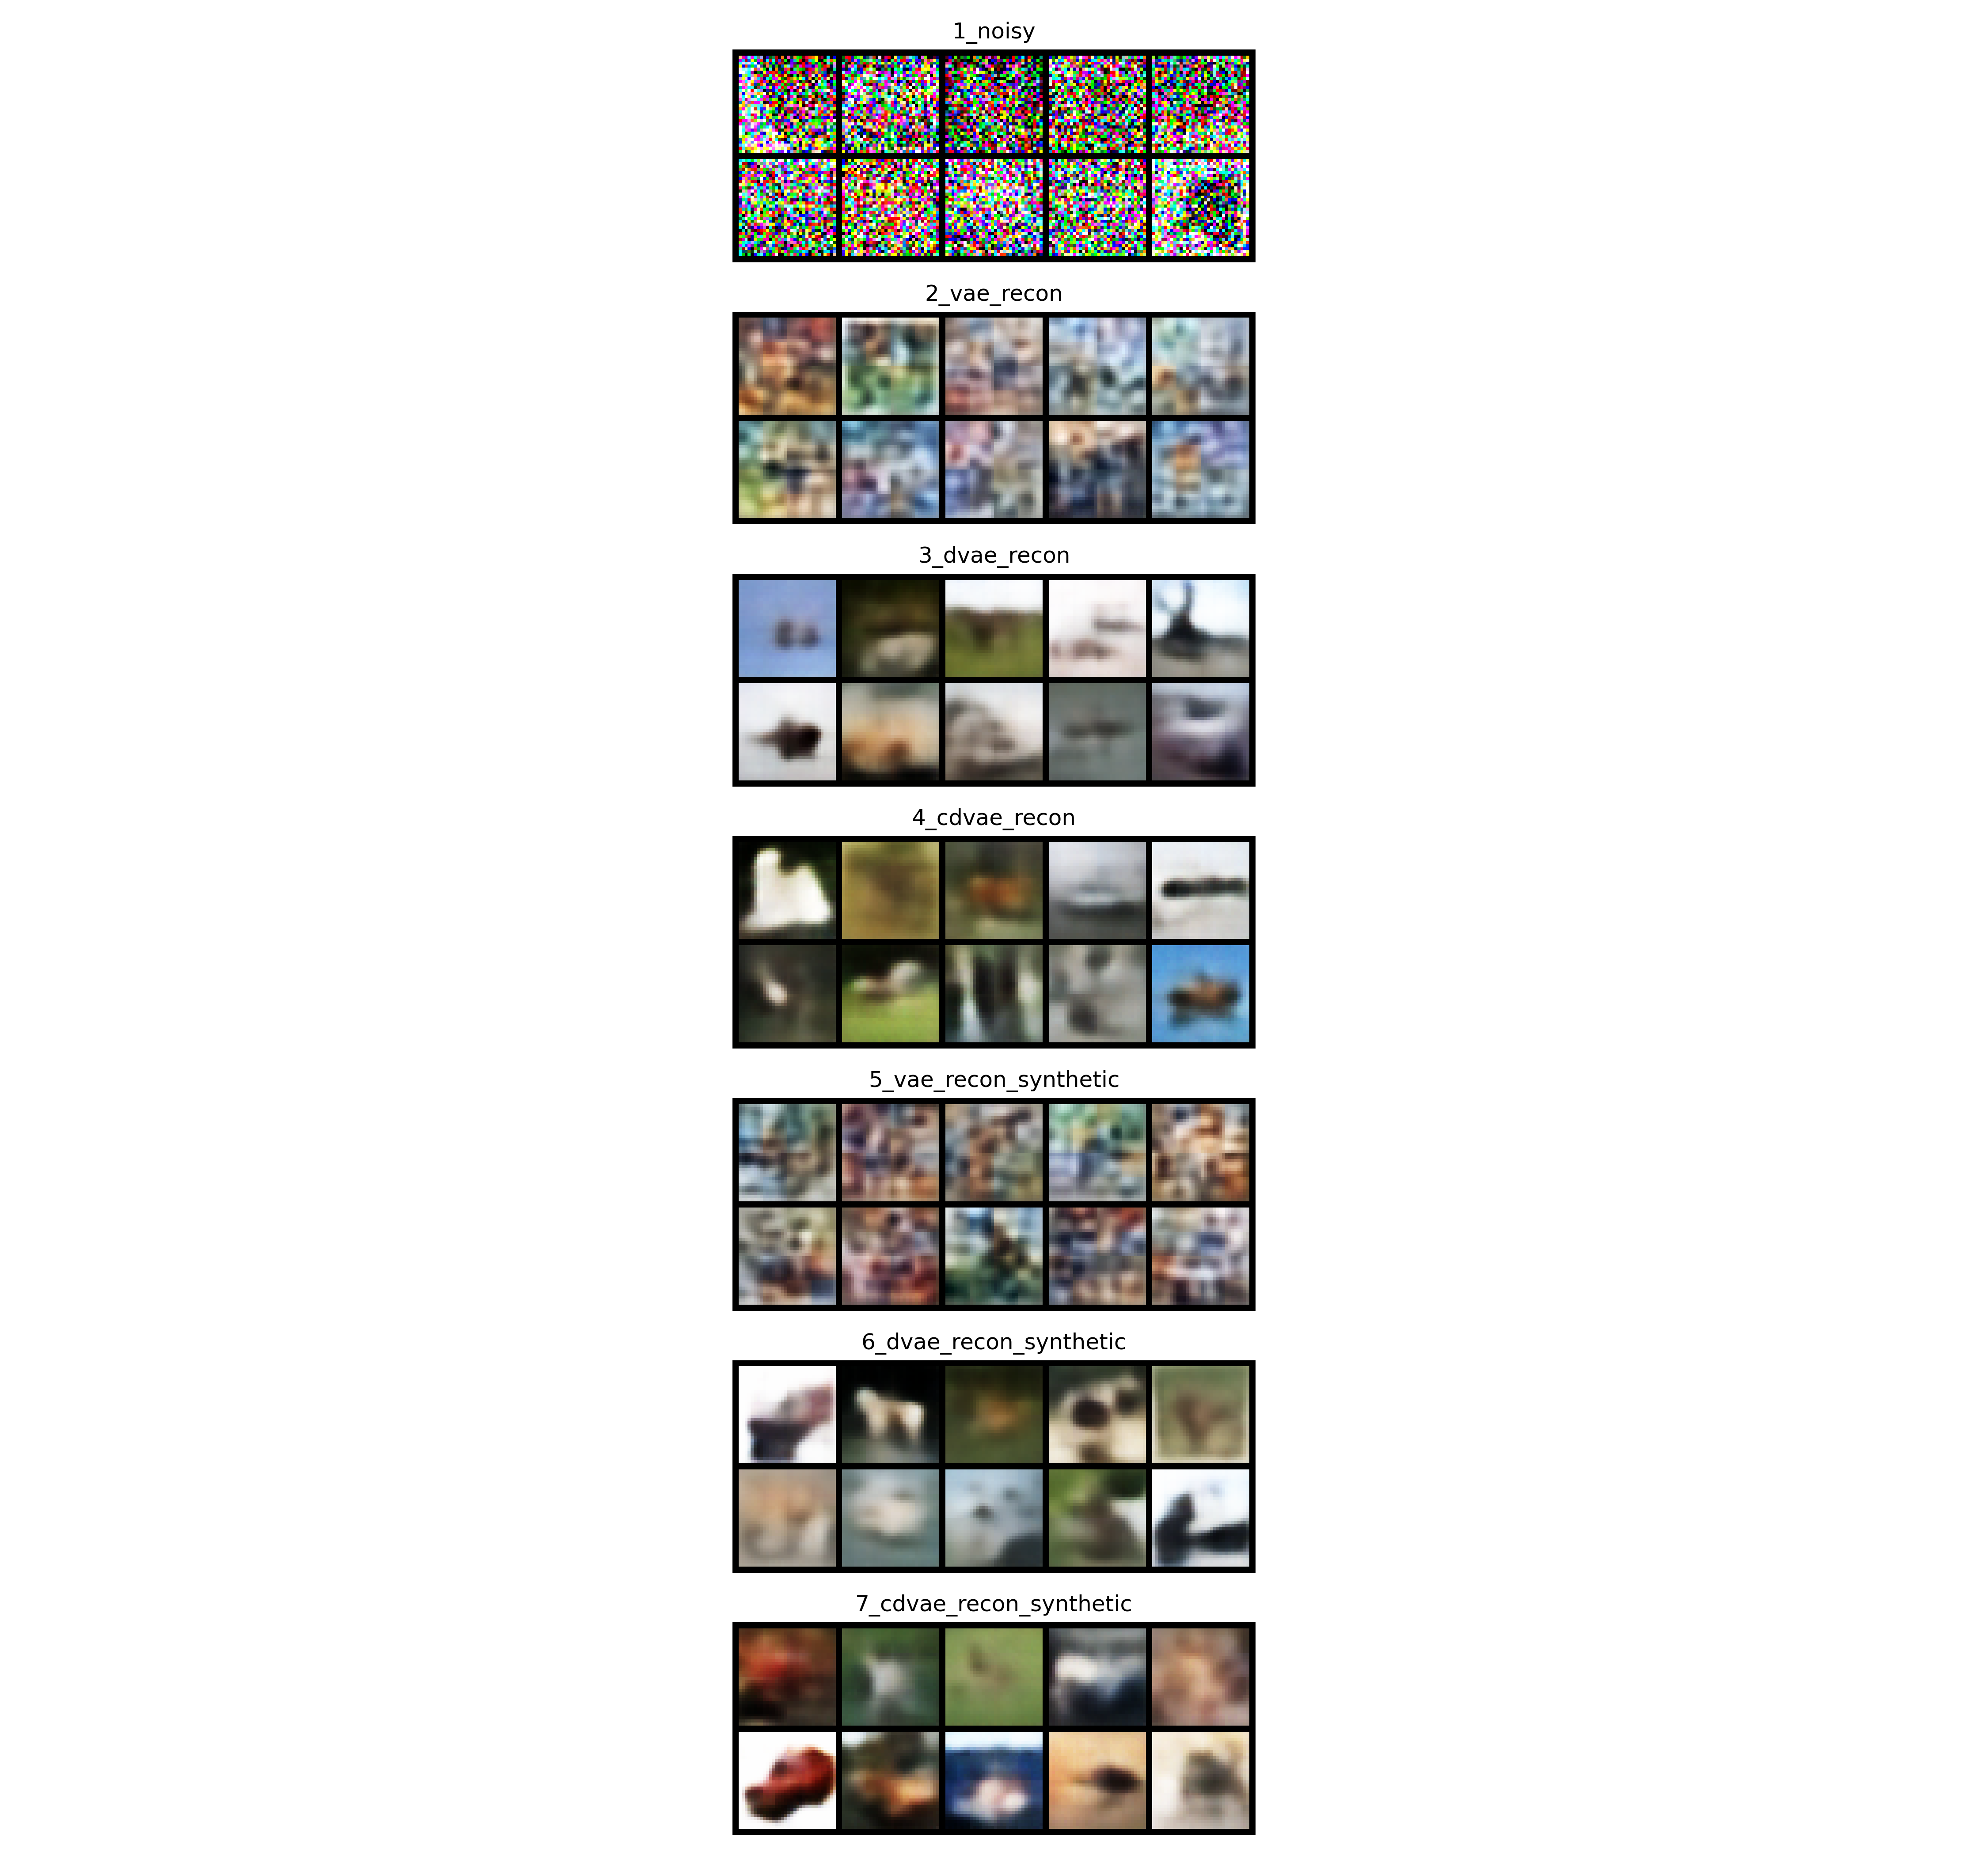 1_noisy
2_vae_recon
3_dvae_recon
4_cdvae_recon
5_vae_recon_synthetic
6_dvae_recon_synthetic
7_cdvae_recon_synthetic